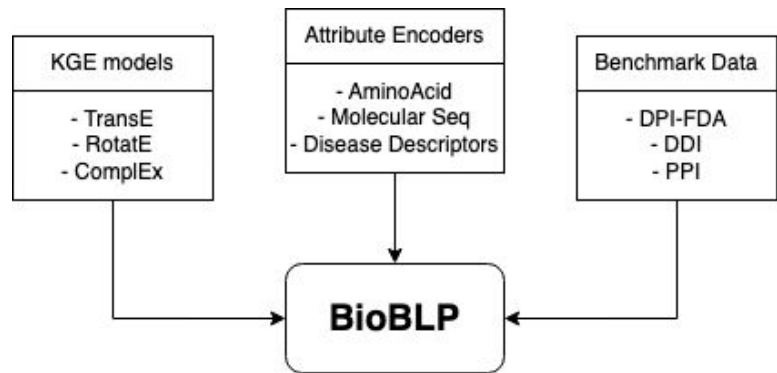 KGE models
- TransE
- RotatE
- ComplEx
Attribute Encoders
- AminoAcid
- Molecular Seq
- Disease Descriptors
Benchmark Data
- DPI-FDA
- DDI
- PPI
BioBLP